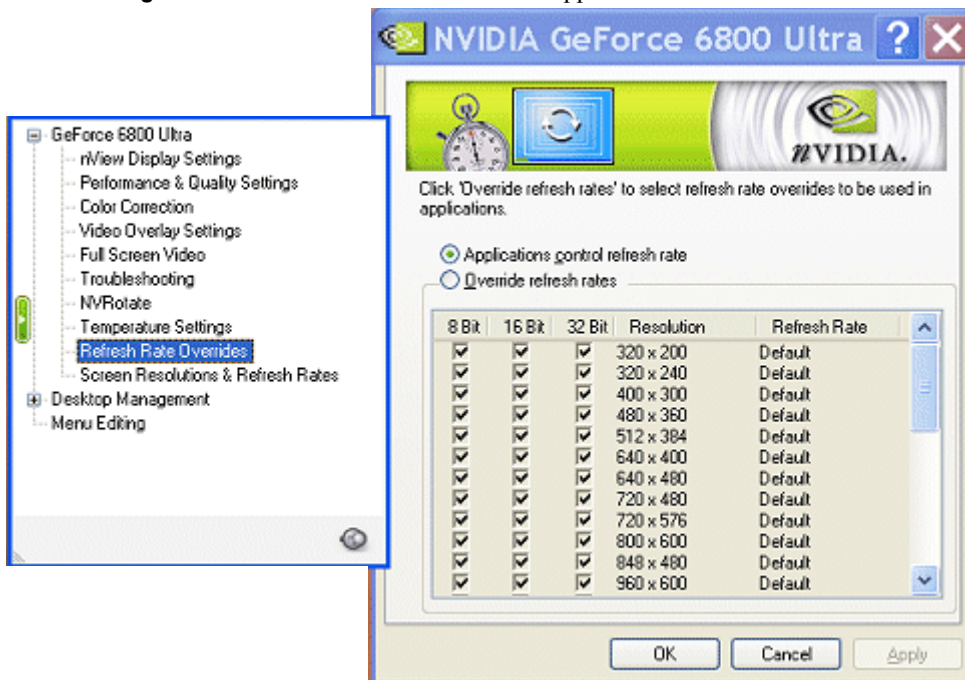 NVIDIA GeForce 6800 Ultra
GeForce 6800 Ultra
nView Display Settings
Performance & Quality Settings
Color Correction
Video Overlay Settings
Full Screen Video
Troubleshooting
NVRotate
Temperature Settings
Refresh Rate Overrides
Screen Resolutions & Refresh Rates
Desktop Management
Menu Editing
nVIDIA.
Click 'Override refresh rates' to select refresh rate overrides to be used in
applications.
Applications control refresh rate
Override refresh rates
8 Bit 16 Bit 32 Bit Resolution Refresh Rate
320 x 200 Default
320 x 240 Default
400 x 300 Default
480 x 360 Default
512 x 384 Default
640 x 400 Default
640 x 480 Default
720 x 480 Default
720 x 576 Default
800 x 600 Default
848 x 480 Default
960 x 600 Default
OK Cancel Apply